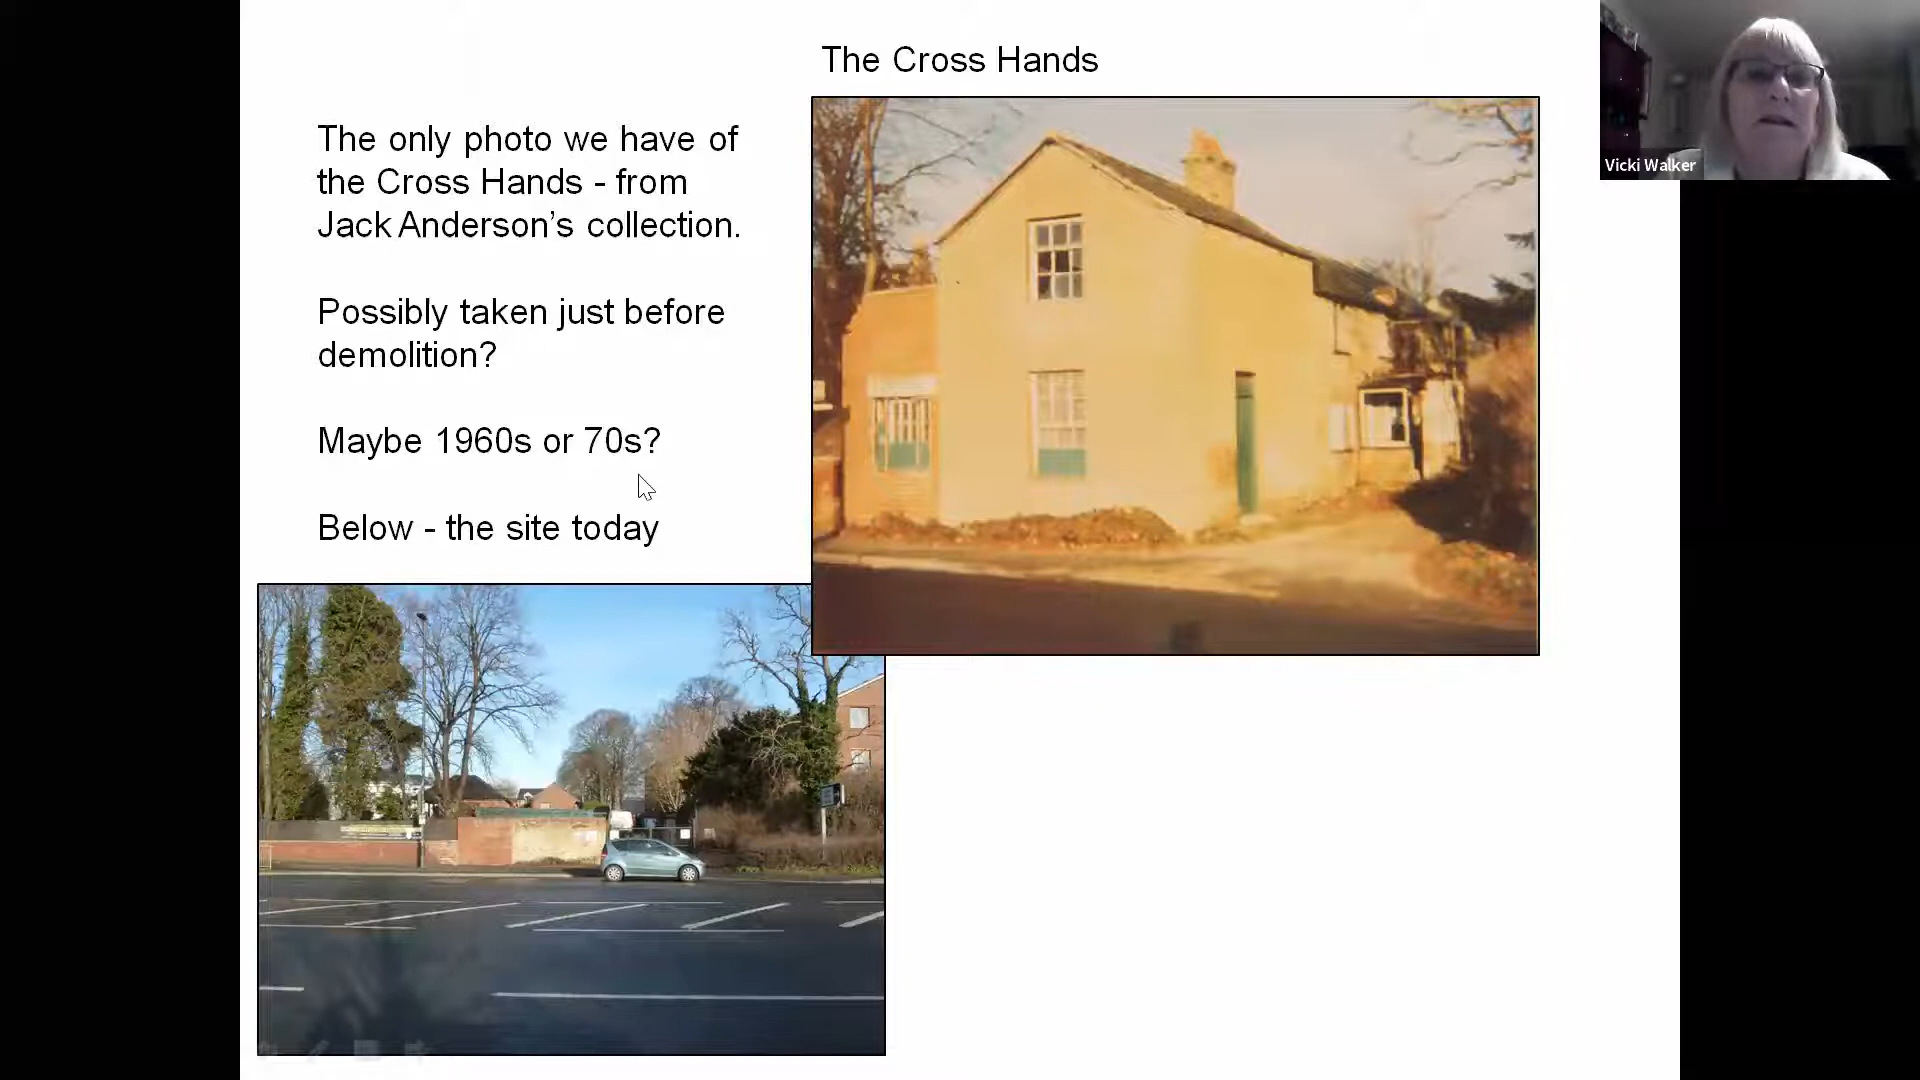 The Cross Hands
The only photo we have of
the Cross Hands - from
Jack Anderson's collection.
Possibly taken just before
demolition?
Maybe 1960s or 70s?
Below - the site today
Vicki Walker